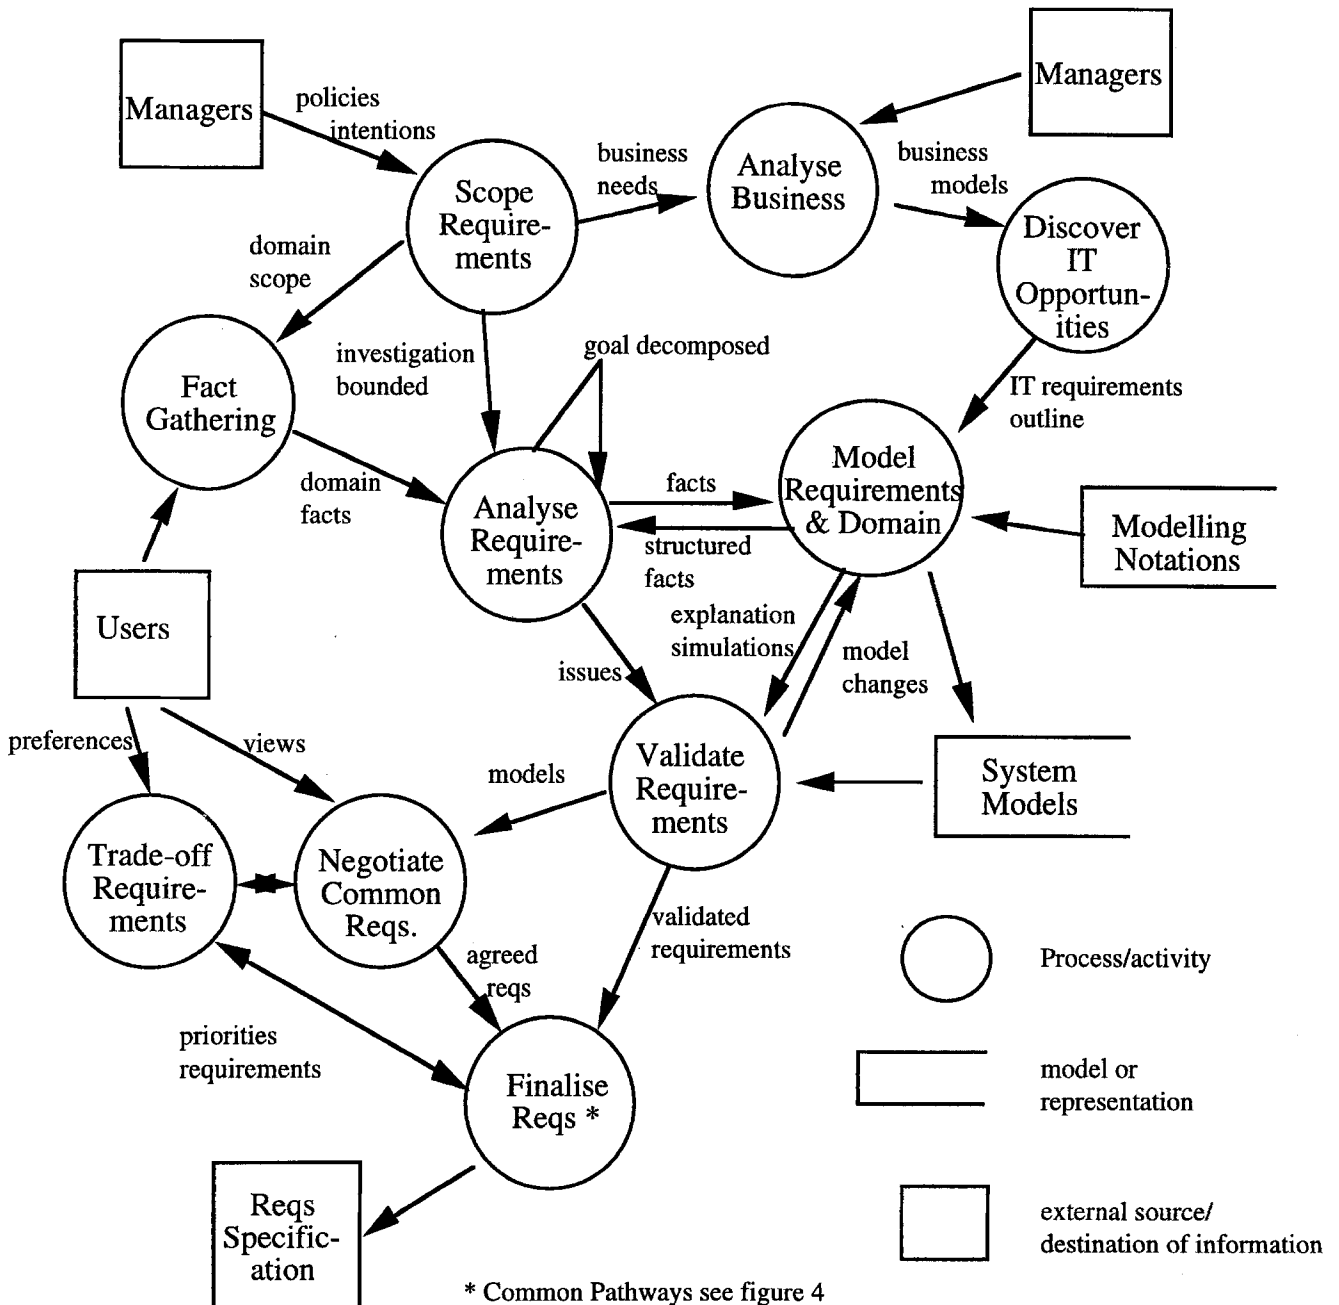 Managers
policies
intentions
Scope
Require-
ments
business
needs
Analyse
Business
Managers
business
models
Discover
IT
Opportun-
ities
domain
scope
investigation
bounded
goal decomposed
IT requirements
outline
Fact
Gathering
domain
facts
Analyse
Require-
ments
facts
structured
facts
Model
Requirements
& Domain
Modelling
Notations
Users
explanation
simulations
model
changes
issues
preferences
views
models
Validate
Require-
ments
System
Models
Trade-off
Require-
ments
Negotiate
Common
Reqs.
agreed
reqs
validated
requirements
priorities
requirements
Finalise
Reqs *
Reqs
Specific-
ation
Process/activity
model or
representation
external source/
destination of information
* Common Pathways see figure 4